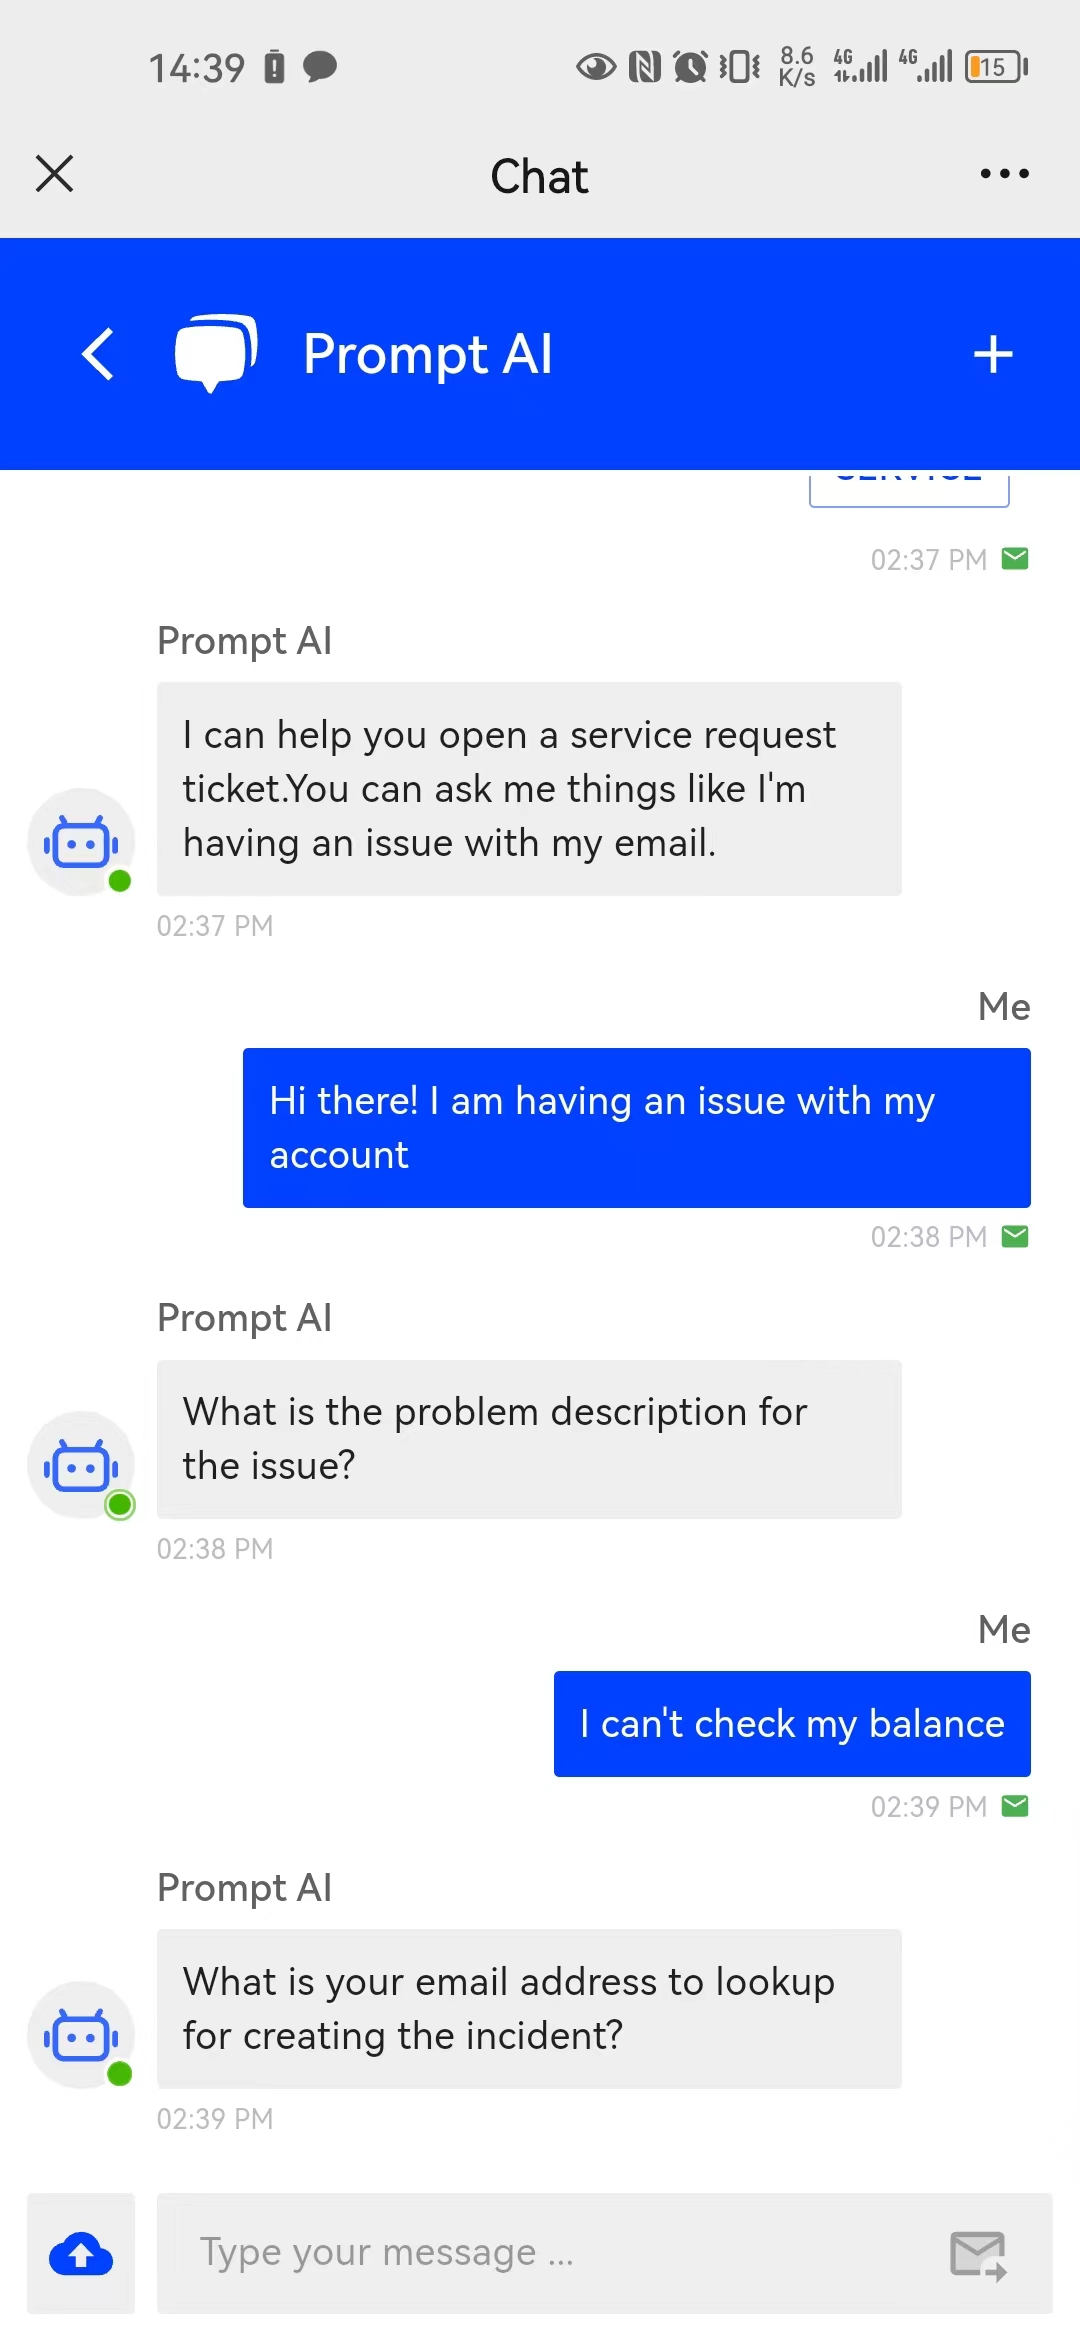 14:39
8.6
K/s
4G
4G
15
Chat
Prompt AI
SERVICE
02:37 PM
Prompt AI
I can help you open a service request
ticket.You can ask me things like I'm
having an issue with my email.
02:37 PM
Me
Hi there! I am having an issue with my
account
02:38 PM
Prompt AI
What is the problem description for
the issue?
02:38 PM
Me
I can't check my balance
02:39 PM
Prompt AI
What is your email address to lookup
for creating the incident?
02:39 PM
Type your message ...